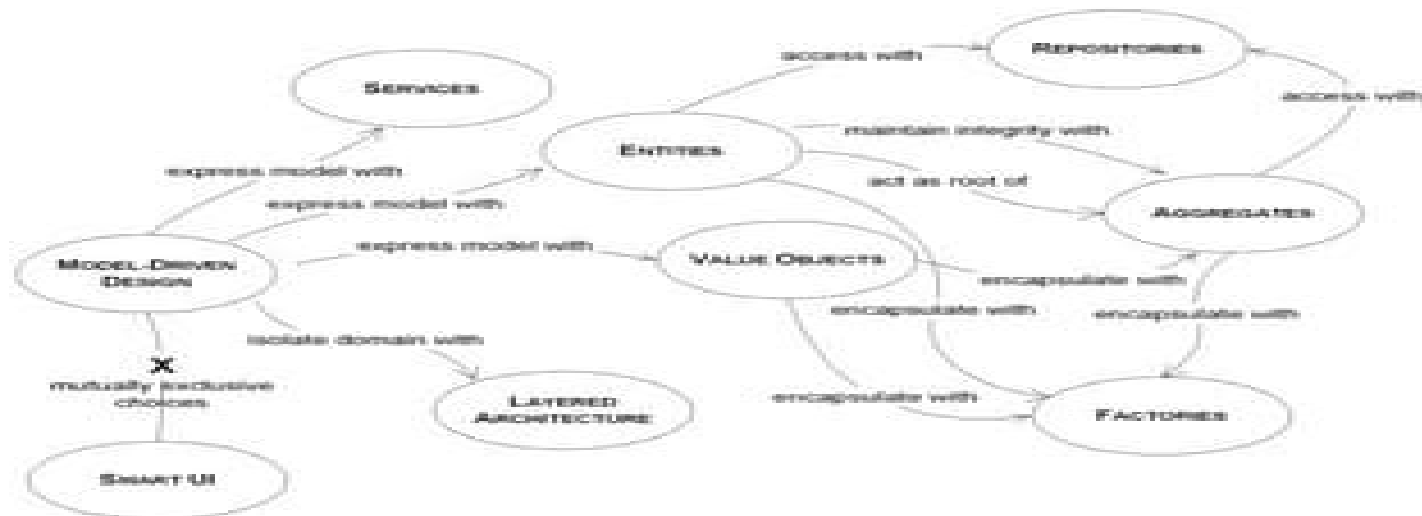 REPOSITORIES
access with
SERVICES
access with
maintain integrity with
ENTITIES
express model with
act as root of
express model with
AGGREGATES
express model with
VALUE OBJECTS
MODEL-DRIVEN
DESIGN
encapsulate with
encapsulate with
encapsulate with
isolate domain with
X
mutually exclusive
choices
encapsulate with
LAYERED
ARCHITECTURE
FACTORIES
SMART UI